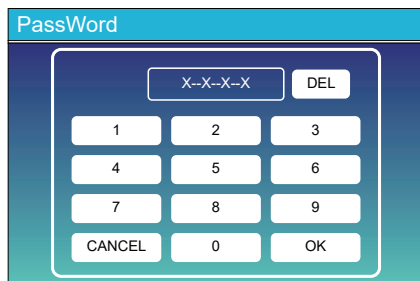 PassWord
X--X--X--X DEL
1 2 3
4 5 6
7 8 9
CANCEL 0 OK